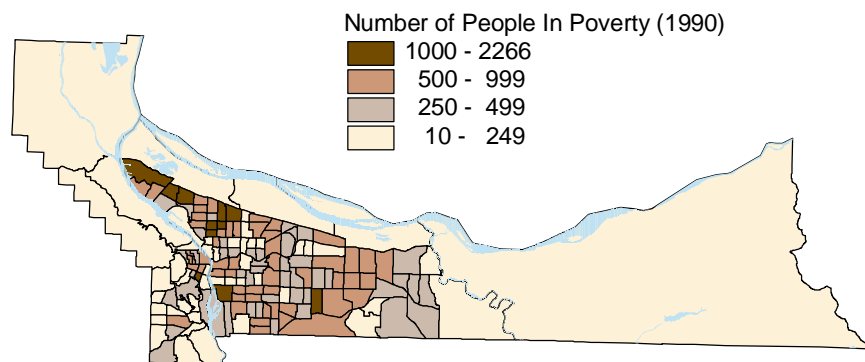 Number of People In Poverty (1990)
1000 - 2266
500 - 999
250 - 499
10 - 249